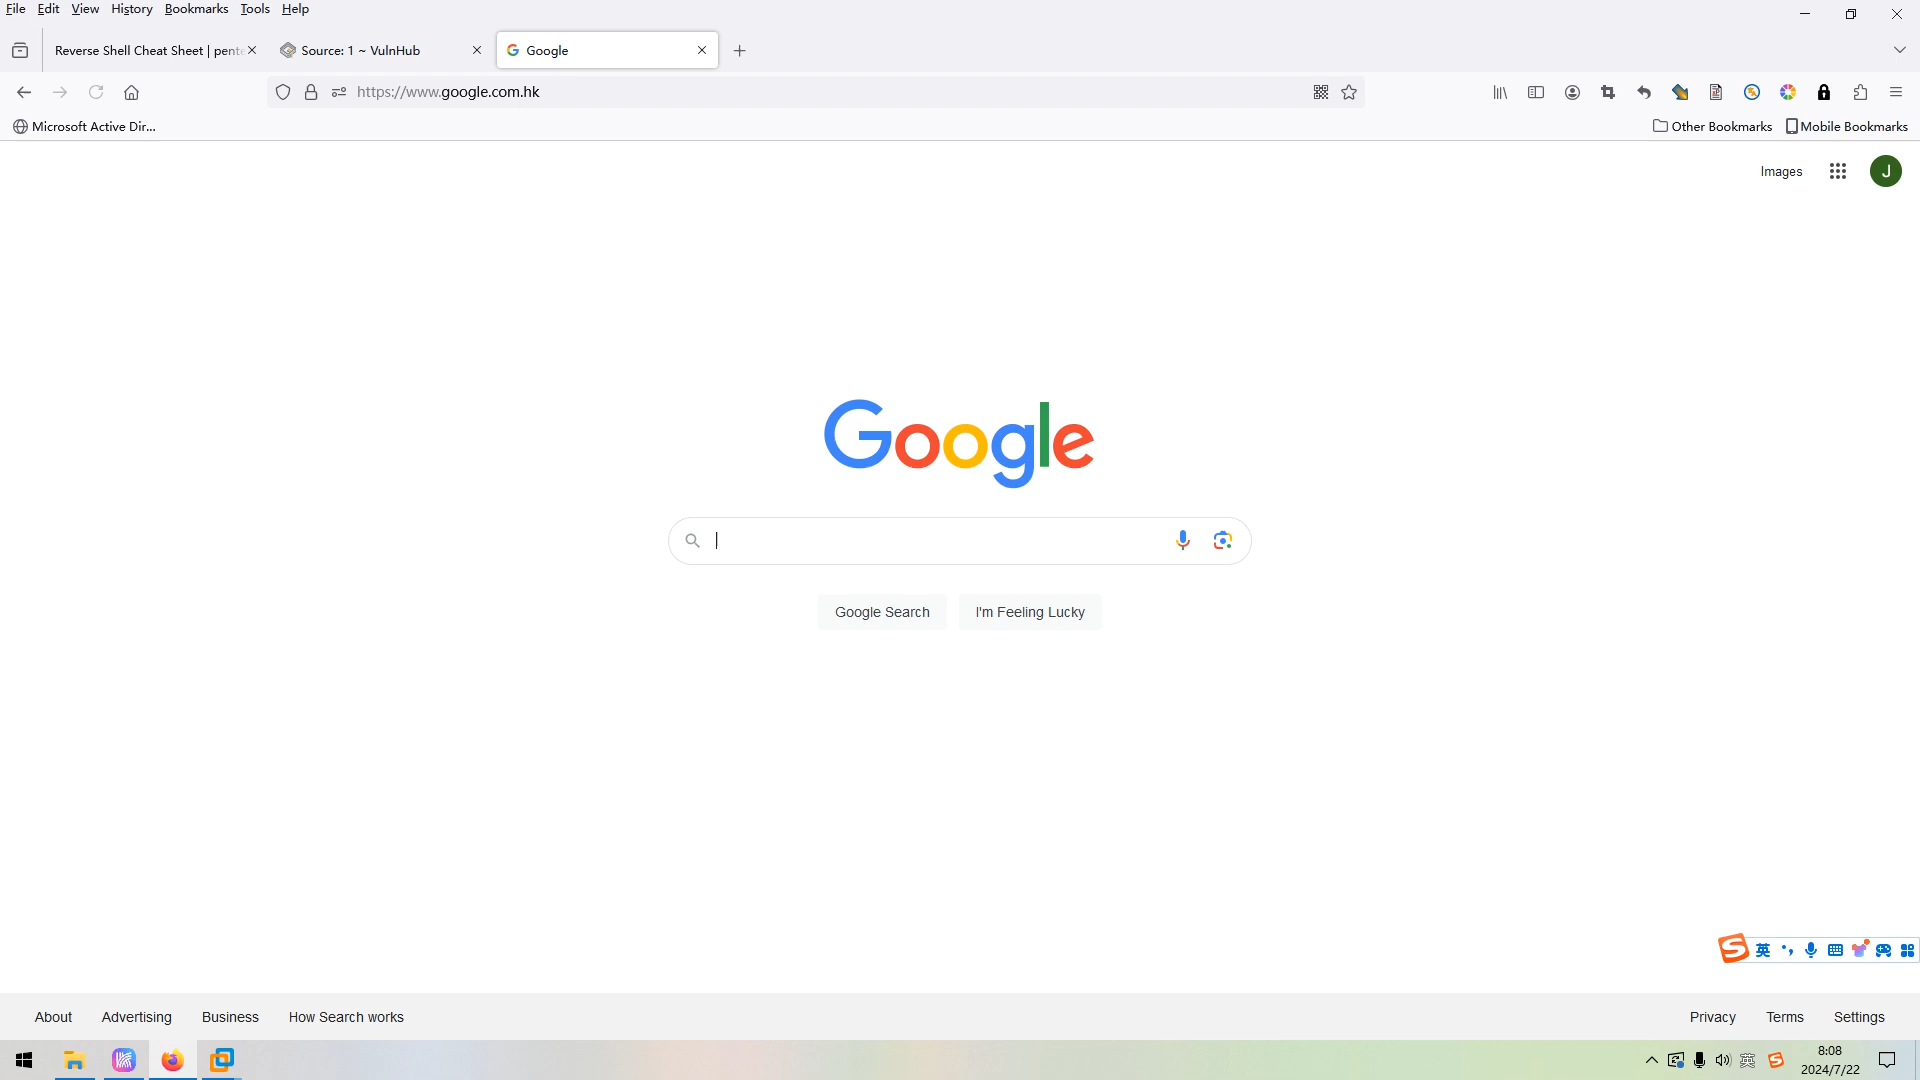 File Edit View History Bookmarks Tools Help
Reverse Shell Cheat Sheet | pent
Source: 1 ~ VulnHub
Google
https://www.google.com.hk
Microsoft Active Dir...
Other Bookmarks
Mobile Bookmarks
Images
J
Google
Google Search
I'm Feeling Lucky
英
About Advertising Business How Search works
Privacy Terms Settings
英
8:08
2024/7/22